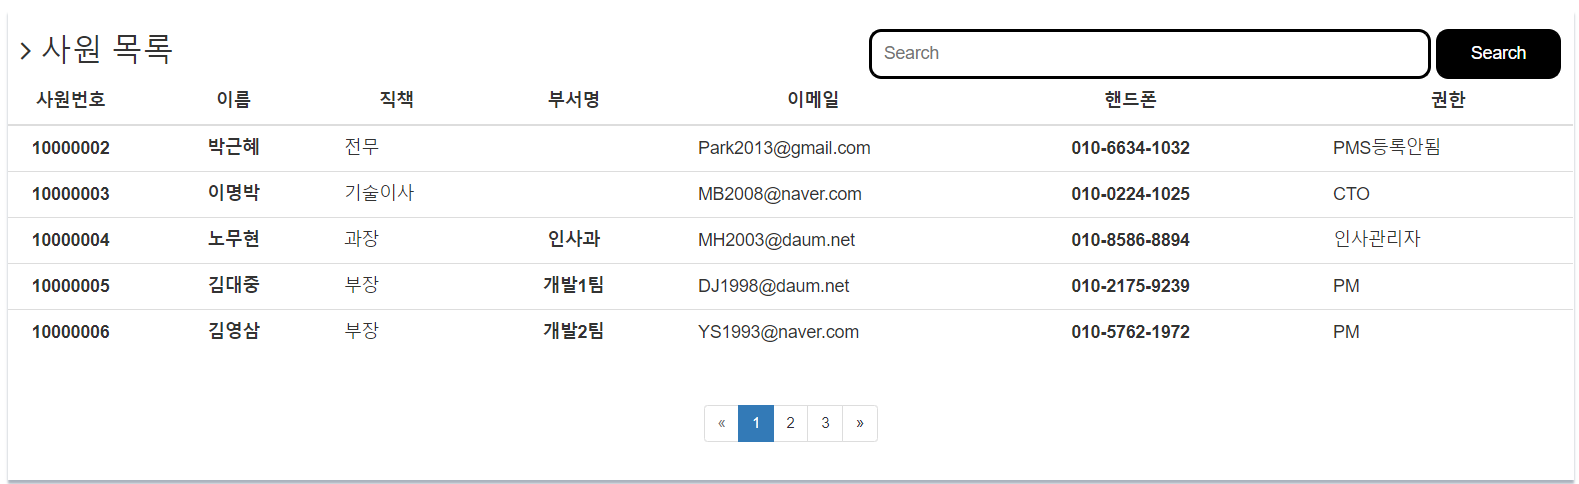 사원 목록
Search Search
사원번호 이름 직책 부서명 이메일 핸드폰 권한
10000002 박근혜 전무 Park2013@gmail.com 010-6634-1032 PMS등록안됨
10000003 이명박 기술이사 MB2008@naver.com 010-0224-1025 CTO
10000004 노무현 과장 인사과 MH2003@daum.net 010-8586-8894 인사관리자
10000005 김대중 부장 개발1팀 DJ1998@daum.net 010-2175-9239 PM
10000006 김영삼 부장 개발2팀 YS1993@naver.com 010-5762-1972 PM
« 1 2 3 »